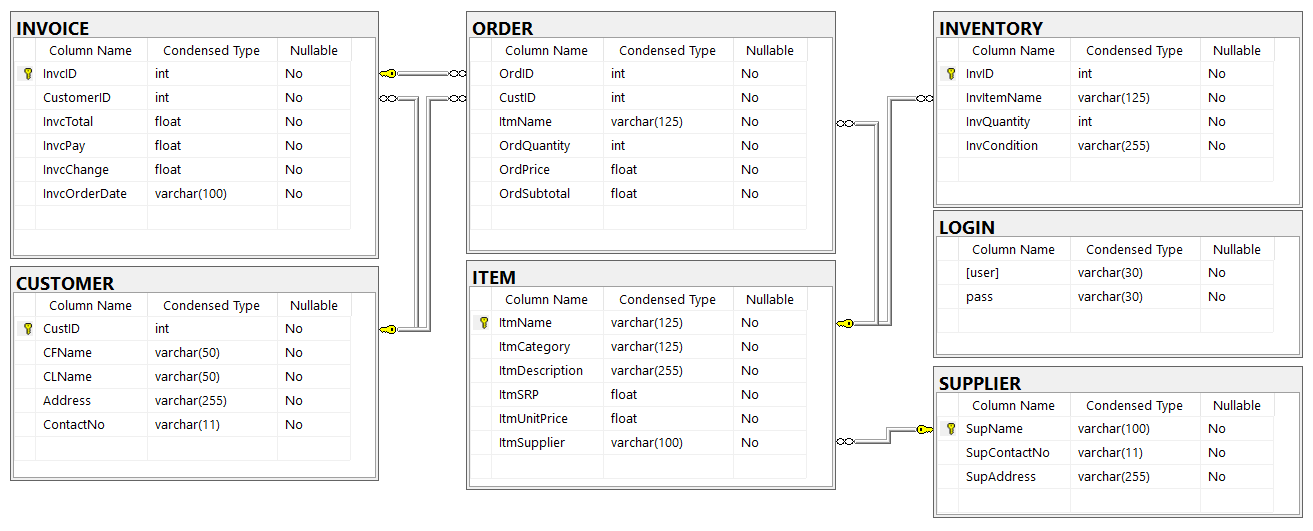 INVOICE
Column Name Condensed Type Nullable
InvcID int No
CustomerID int No
InvcTotal float No
InvcPay float No
InvcChange float No
InvcOrderDate varchar(100) No
ORDER
Column Name Condensed Type Nullable
OrdID int No
CustID int No
ItmName varchar(125) No
OrdQuantity int No
OrdPrice float No
OrdSubtotal float No
INVENTORY
Column Name Condensed Type Nullable
InvID int No
InvItemName varchar(125) No
InvQuantity int No
InvCondition varchar(255) No
LOGIN
Column Name Condensed Type Nullable
[user] varchar(30) No
pass varchar(30) No
CUSTOMER
Column Name Condensed Type Nullable
CustID int No
CFName varchar(50) No
CLName varchar(50) No
Address varchar(255) No
ContactNo varchar(11) No
ITEM
Column Name Condensed Type Nullable
ItmName varchar(125) No
ItmCategory varchar(125) No
ItmDescription varchar(255) No
ItmSRP float No
ItmUnitPrice float No
ItmSupplier varchar(100) No
SUPPLIER
Column Name Condensed Type Nullable
SupName varchar(100) No
SupContactNo varchar(11) No
SupAddress varchar(255) No